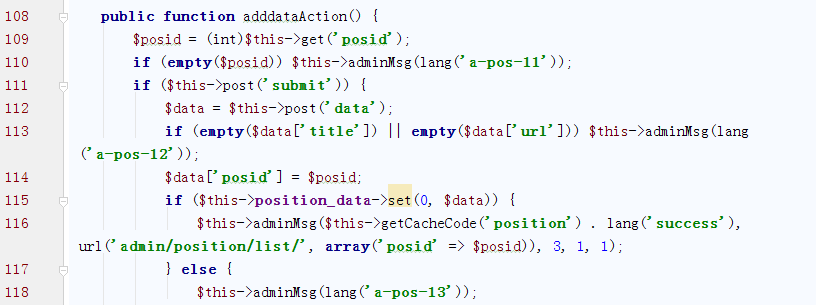 108 public function adddataAction() {
109 $posid = (int)$this->get('posid');
110 if (empty($posid)) $this->adminMsg(lang('a-pos-11'));
111 if ($this->post('submit')) {
112 $data = $this->post('data');
113 if (empty($data['title']) || empty($data['url'])) $this->adminMsg(lang
('a-pos-12'));
114 $data['posid'] = $posid;
115 if ($this->position_data->set(0, $data)) {
116 $this->adminMsg($this->getCacheCode('position') . lang('success'),
url('admin/position/list/', array('posid' => $posid)), 3, 1, 1);
117 } else {
118 $this->adminMsg(lang('a-pos-13'));